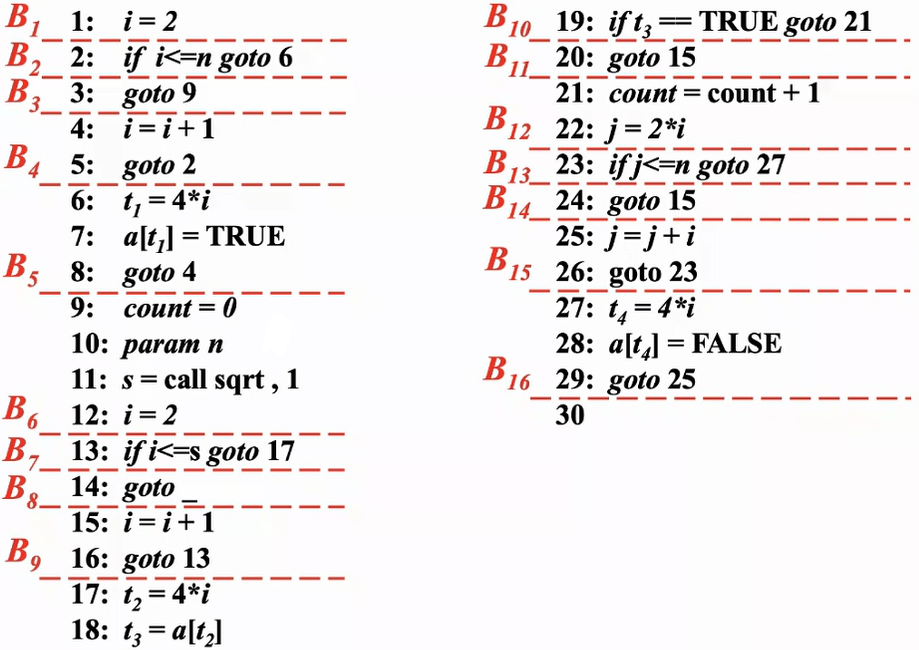 B₁ 1: i = 2
B₂ 2: if i<=n goto 6
B₃ 3: goto 9
4: i = i + 1
B₄ 5: goto 2
6: t₁ = 4*i
7: a[t₁] = TRUE
B₅ 8: goto 4
9: count = 0
10: param n
11: s = call sqrt , 1
B₆ 12: i = 2
B₇ 13: if i<=s goto 17
B₈ 14: goto _
15: i = i + 1
B₉ 16: goto 13
17: t₂ = 4*i
18: t₃ = a[t₂]
B₁₀ 19: if t₃ == TRUE goto 21
B₁₁ 20: goto 15
21: count = count + 1
B₁₂ 22: j = 2*i
B₁₃ 23: if j<=n goto 27
B₁₄ 24: goto 15
25: j = j + i
B₁₅ 26: goto 23
27: t₄ = 4*i
28: a[t₄] = FALSE
B₁₆ 29: goto 25
30